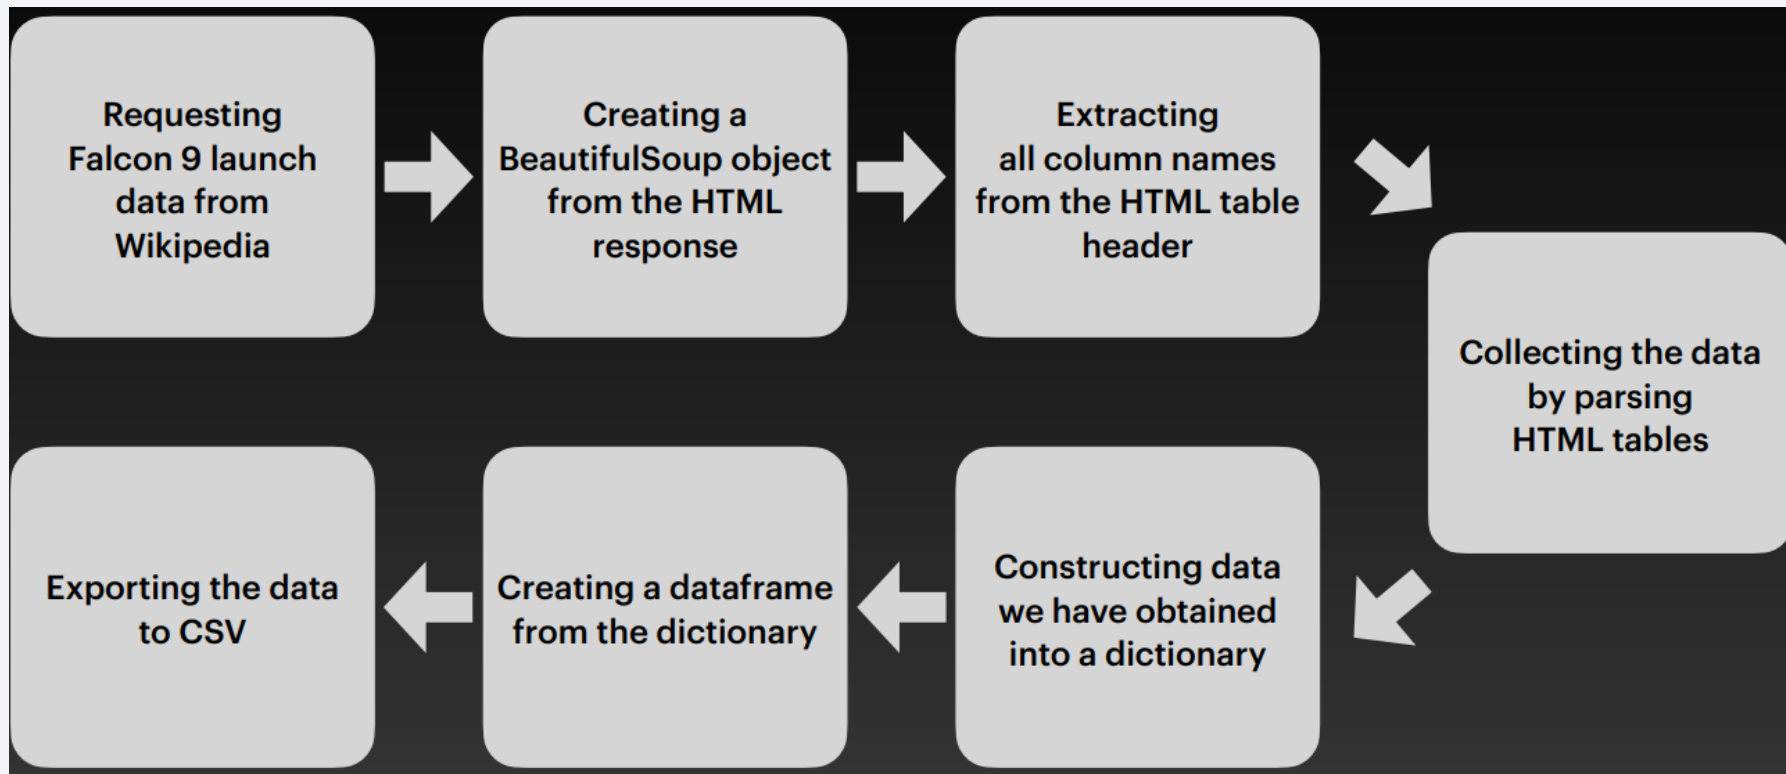 Requesting
Falcon 9 launch
data from
Wikipedia
Creating a
BeautifulSoup object
from the HTML
response
Extracting
all column names
from the HTML table
header
Collecting the data
by parsing
HTML tables
Constructing data
we have obtained
into a dictionary
Creating a dataframe
from the dictionary
Exporting the data
to CSV